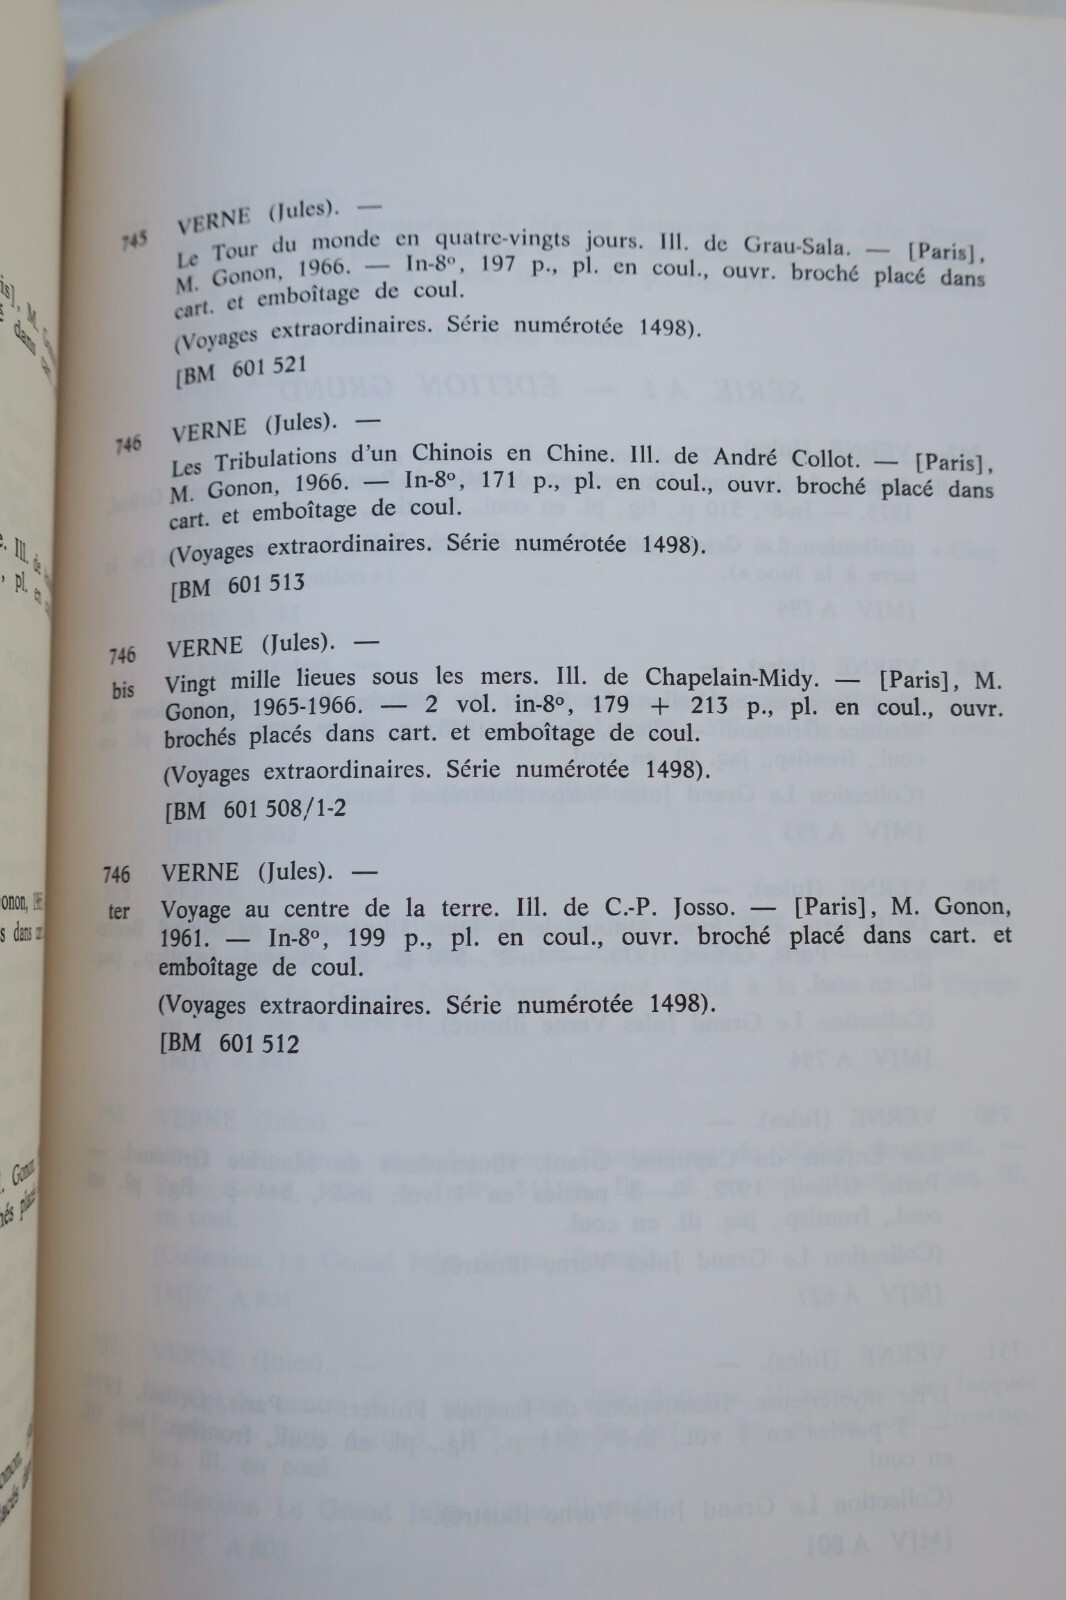 745 VERNE (Jules). —
Le Tour du monde en quatre-vingts jours. Ill. de Grau-Sala. — [Paris],
M. Gonon, 1966. — In-8º, 197 p., pl. en coul., ouvr. broché placé dans
cart. et emboîtage de coul.
(Voyages extraordinaires. Série numérotée 1498).
[BM 601 521
746 VERNE (Jules). —
Les Tribulations d'un Chinois en Chine. Ill. de André Collot. — [Paris],
M. Gonon, 1966. — In-8º, 171 p., pl. en coul., ouvr. broché placé dans
cart. et emboîtage de coul.
(Voyages extraordinaires. Série numérotée 1498).
[BM 601 513
746 VERNE (Jules). —
bis Vingt mille lieues sous les mers. Ill. de Chapelain-Midy. — [Paris], M.
Gonon, 1965-1966. — 2 vol. in-8º, 179 + 213 p., pl. en coul., ouvr.
brochés placés dans cart. et emboîtage de coul.
(Voyages extraordinaires. Série numérotée 1498).
[BM 601 508/1-2
746 VERNE (Jules). —
ter Voyage au centre de la terre. Ill. de C.-P. Josso. — [Paris], M. Gonon,
1961. — In-8º, 199 p., pl. en coul., ouvr. broché placé dans cart. et
emboîtage de coul.
(Voyages extraordinaires. Série numérotée 1498).
[BM 601 512